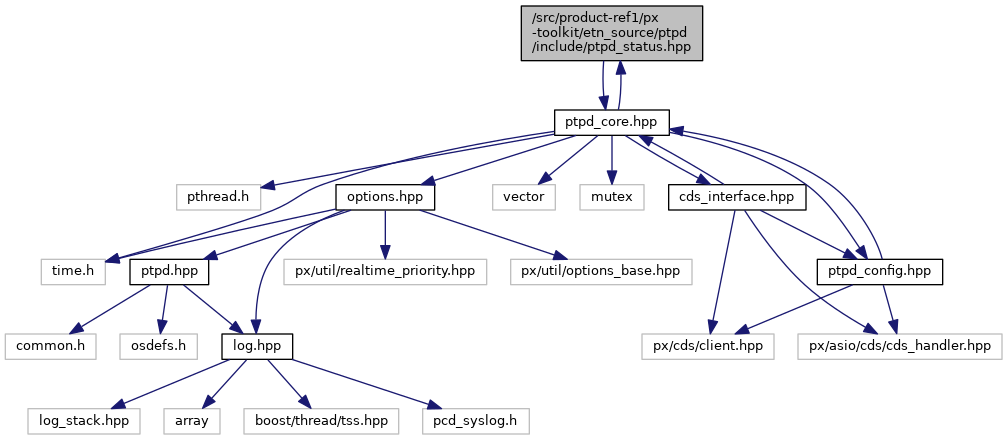 /src/product-ref1/px
-toolkit/etn_source/ptpd
/include/ptpd_status.hpp
ptpd_core.hpp
pthread.h
options.hpp
vector
mutex
cds_interface.hpp
time.h
ptpd.hpp
px/util/realtime_priority.hpp
px/util/options_base.hpp
ptpd_config.hpp
common.h
osdefs.h
log.hpp
px/cds/client.hpp
px/asio/cds/cds_handler.hpp
log_stack.hpp
array
boost/thread/tss.hpp
pcd_syslog.h